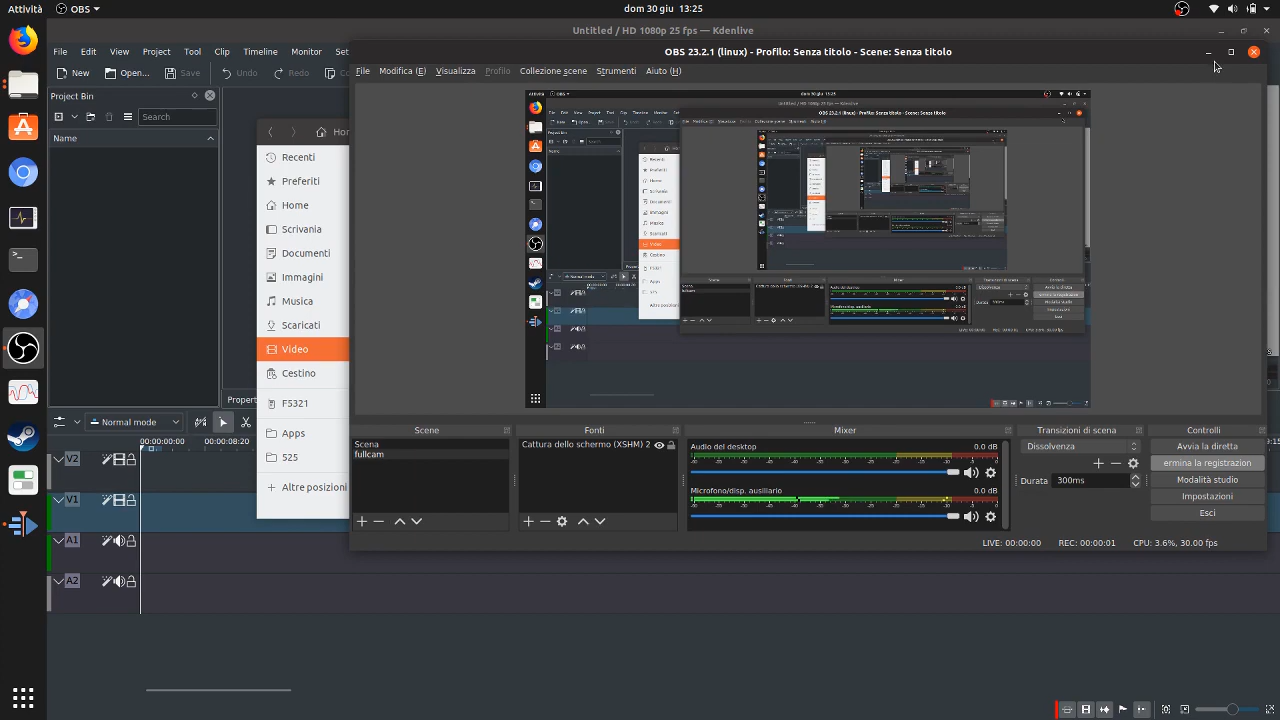 Attività
OBS
dom 30 giu 13:25
Untitled / HD 1080p 25 fps — Kdenlive
File Edit View Project Tool Clip Timeline Monitor
OBS 23.2.1 (linux) - Profilo: Senza titolo - Scene: Senza titolo
New Open... Save Undo Redo
File Modifica (E) Visualizza Profilo Collezione scene Strumenti Aiuto (H)
Project Bin
Search
Name
Recenti
Preferiti
Home
Scrivania
Documenti
Immagini
Musica
Scaricati
Video
Cestino
F5321
Apps
525
Altre posizioni
Normal mode
00:00:00:00 00:00:08:20
V2
V1
A1
A2
Scene
Scena
fullcam
Fonti
Cattura dello schermo (XSHM) 2
Mixer
Audio del desktop
0.0 dB
Microfono/disp. ausiliario
0.0 dB
Transizioni di scena
Dissolvenza
Durata 300ms
Controlli
Avvia la diretta
ermina la registrazion
Modalità studio
Impostazioni
Esci
LIVE: 00:00:00 REC: 00:00:01 CPU: 3.6%, 30.00 fps